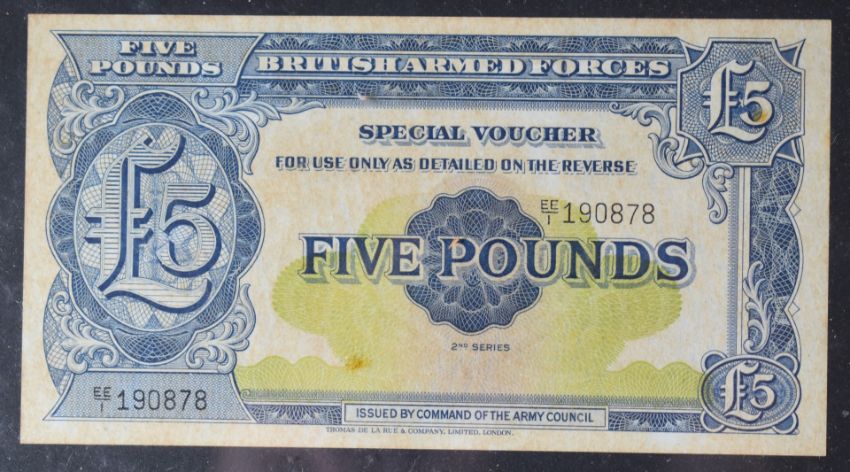 FIVE POUNDS
BRITISH ARMED FORCES
£5
SPECIAL VOUCHER
FOR USE ONLY AS DETAILED ON THE REVERSE
£5
EE/1 190878
FIVE POUNDS
2ND SERIES
£5
EE/1 190878
ISSUED BY COMMAND OF THE ARMY COUNCIL
THOMAS DE LA RUE & COMPANY, LIMITED, LONDON.